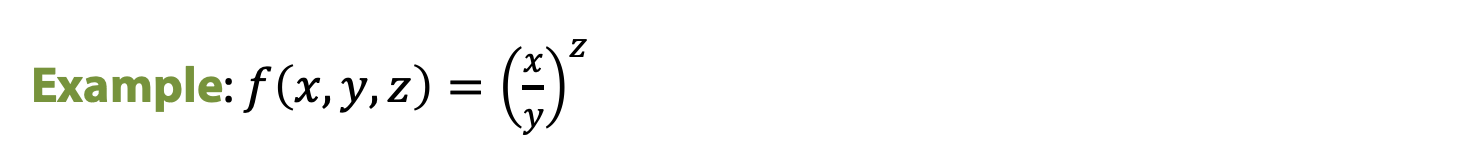 Example: f(x, y, z) = (x/y)^z